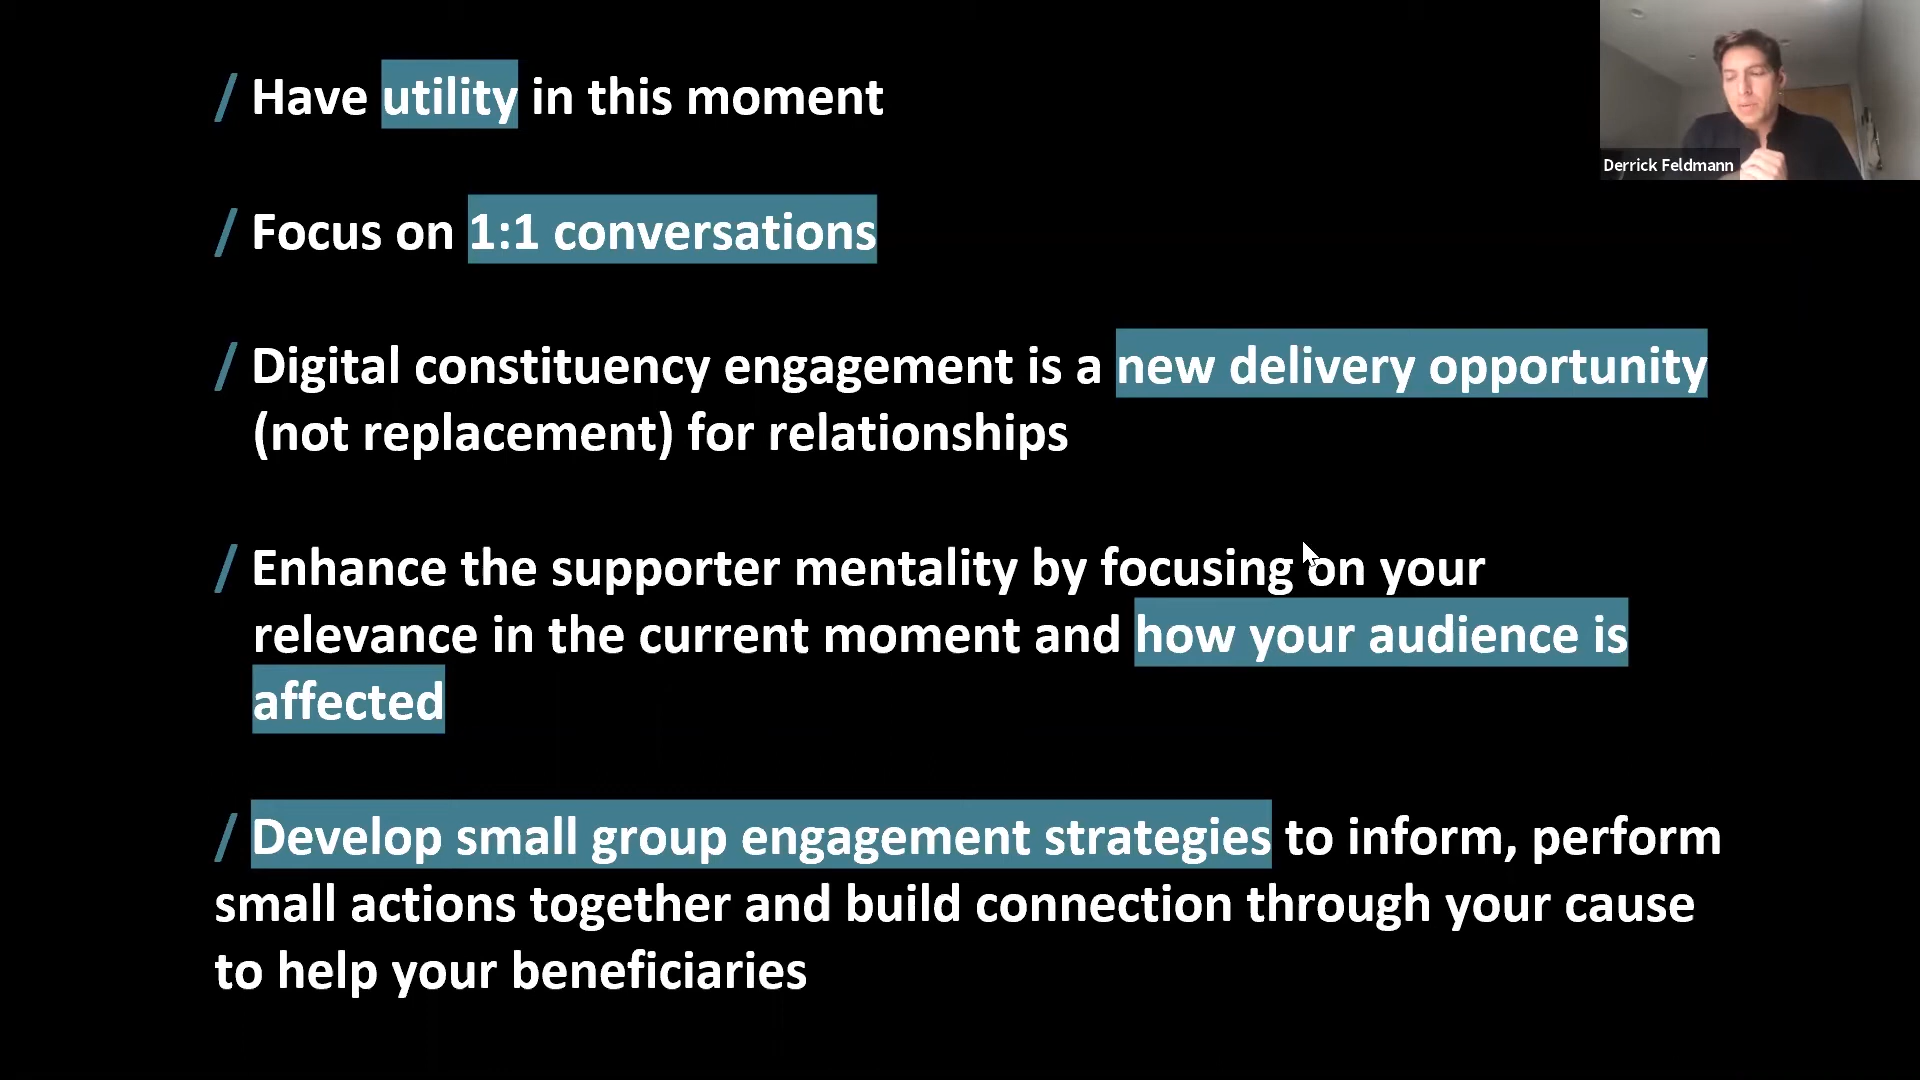 / Have utility in this moment
Derrick Feldmann
/ Focus on 1:1 conversations
/ Digital constituency engagement is a new delivery opportunity
(not replacement) for relationships
/ Enhance the supporter mentality by focusing on your
relevance in the current moment and how your audience is
affected
/ Develop small group engagement strategies to inform, perform
small actions together and build connection through your cause
to help your beneficiaries